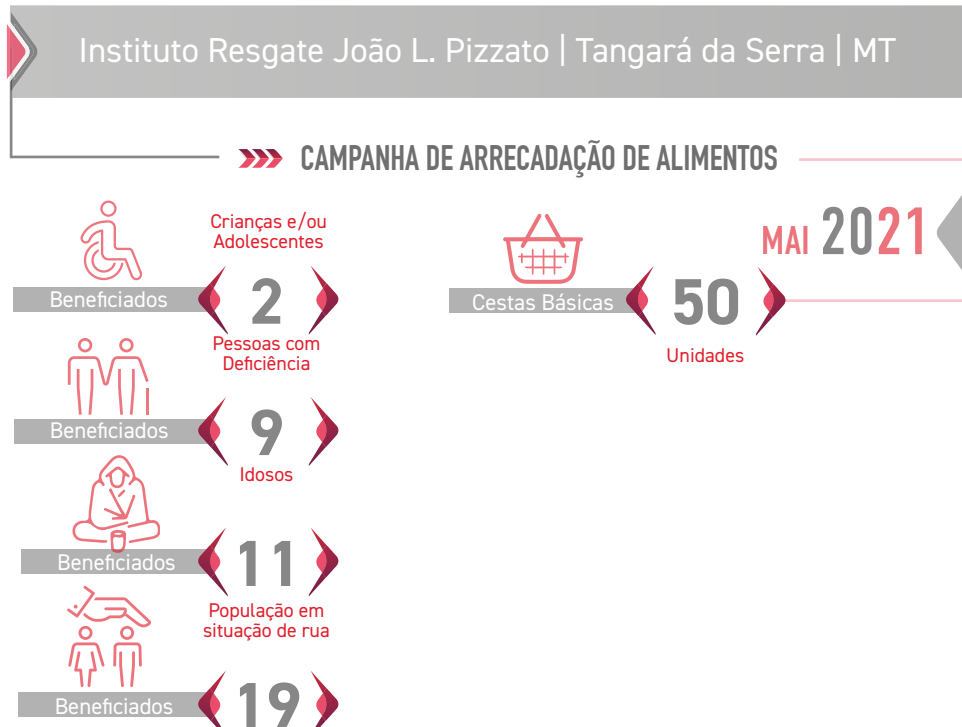 Instituto Resgate João L. Pizzato | Tangará da Serra | MT
CAMPANHA DE ARRECADAÇÃO DE ALIMENTOS
MAI 2021
Crianças e/ou
Adolescentes
Beneficiados
2
Pessoas com
Deficiência
Beneficiados
9
Idosos
Beneficiados
11
População em
situação de rua
Beneficiados
19
Cestas Básicas
50
Unidades